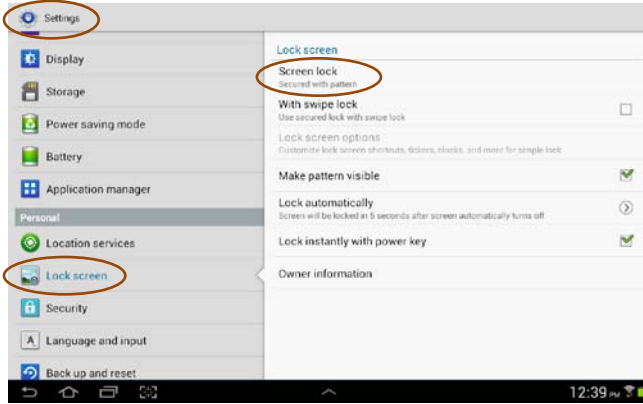 Settings
Display
Storage
Power saving mode
Battery
Application manager
Personal
Location services
Lock screen
Security
A Language and input
Back up and reset
Lock screen
Screen lock
Secured with pattern
With swipe lock
Use secured lock with swipe lock
Lock screen options
Customize lock screen shortcuts, tickers, clocks, and more for simple lock
Make pattern visible
Lock automatically
Screen will be locked in 5 seconds after screen automatically turns off
Lock instantly with power key
Owner information
12:39 PM